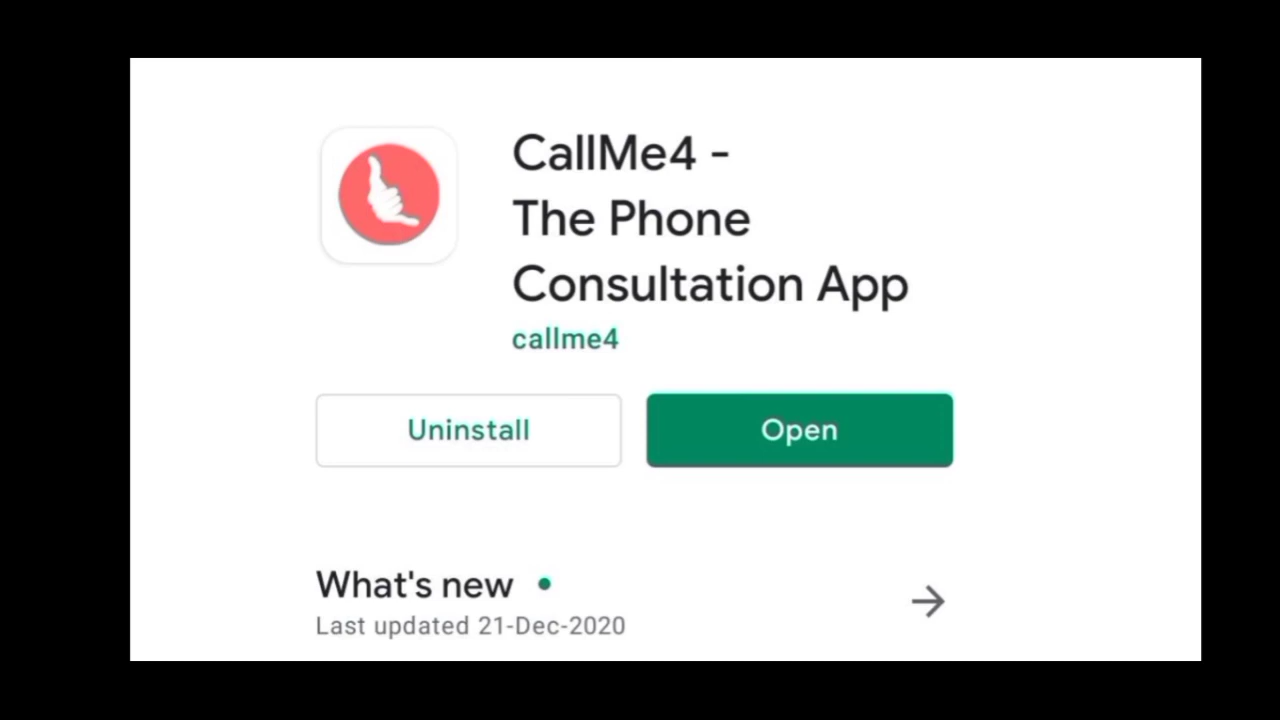 CallMe4 -
The Phone
Consultation App
callme4
Uninstall
Open
What's new
Last updated 21-Dec-2020